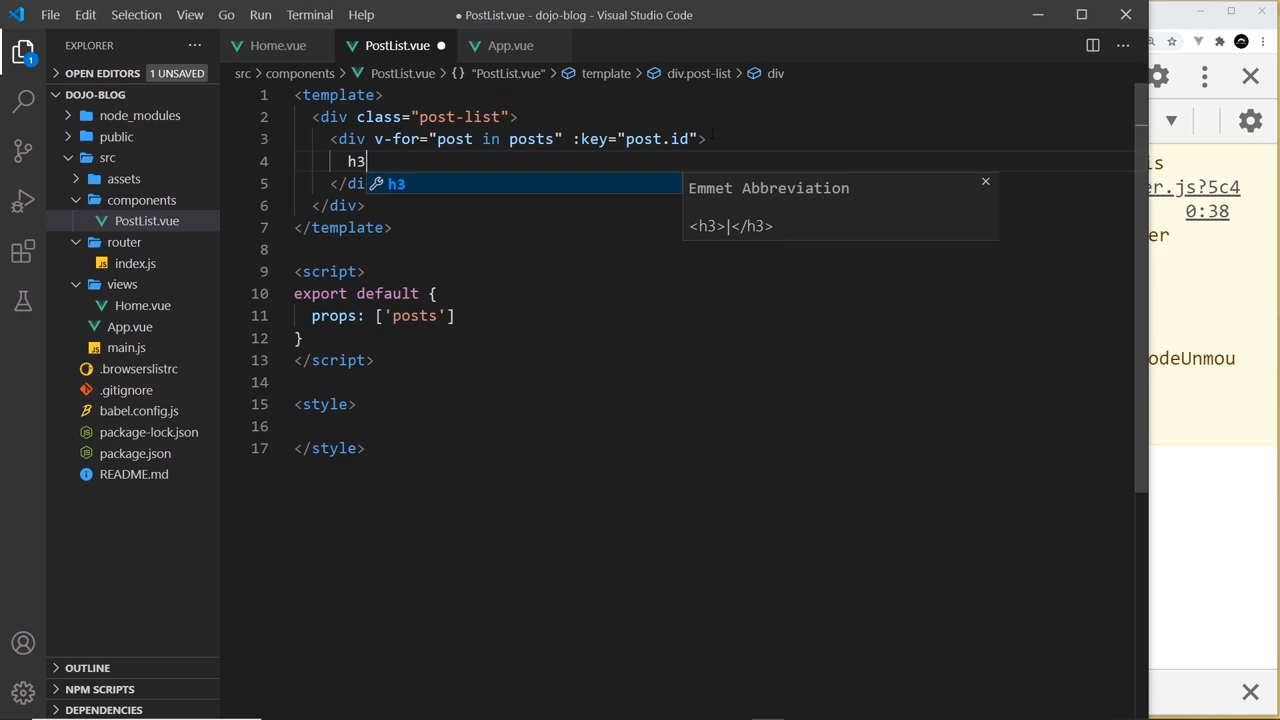 File Edit Selection View Go Run Terminal Help ● PostList.vue - dojo-blog - Visual Studio Code
EXPLORER ··· Home.vue PostList.vue ● App.vue
OPEN EDITORS 1 UNSAVED
src > components > PostList.vue > {} "PostList.vue" > template > div.post-list > div
DOJO-BLOG
node_modules
public
src
assets
components
PostList.vue
router
index.js
views
Home.vue
App.vue
main.js
.browserslistrc
.gitignore
babel.config.js
package-lock.json
package.json
README.md
OUTLINE
NPM SCRIPTS
DEPENDENCIES
1
1 <template>
2 <div class="post-list">
3 <div v-for="post in posts" :key="post.id">
4 h3
5 </di
6 </div>
7 </template>
8
9 <script>
10 export default {
11 props: ['posts']
12 }
13 </script>
14
15 <style>
16
17 </style>
h3
Emmet Abbreviation
<h3>|</h3>
is
er.js?5c4
0:38
er
odeUnmou